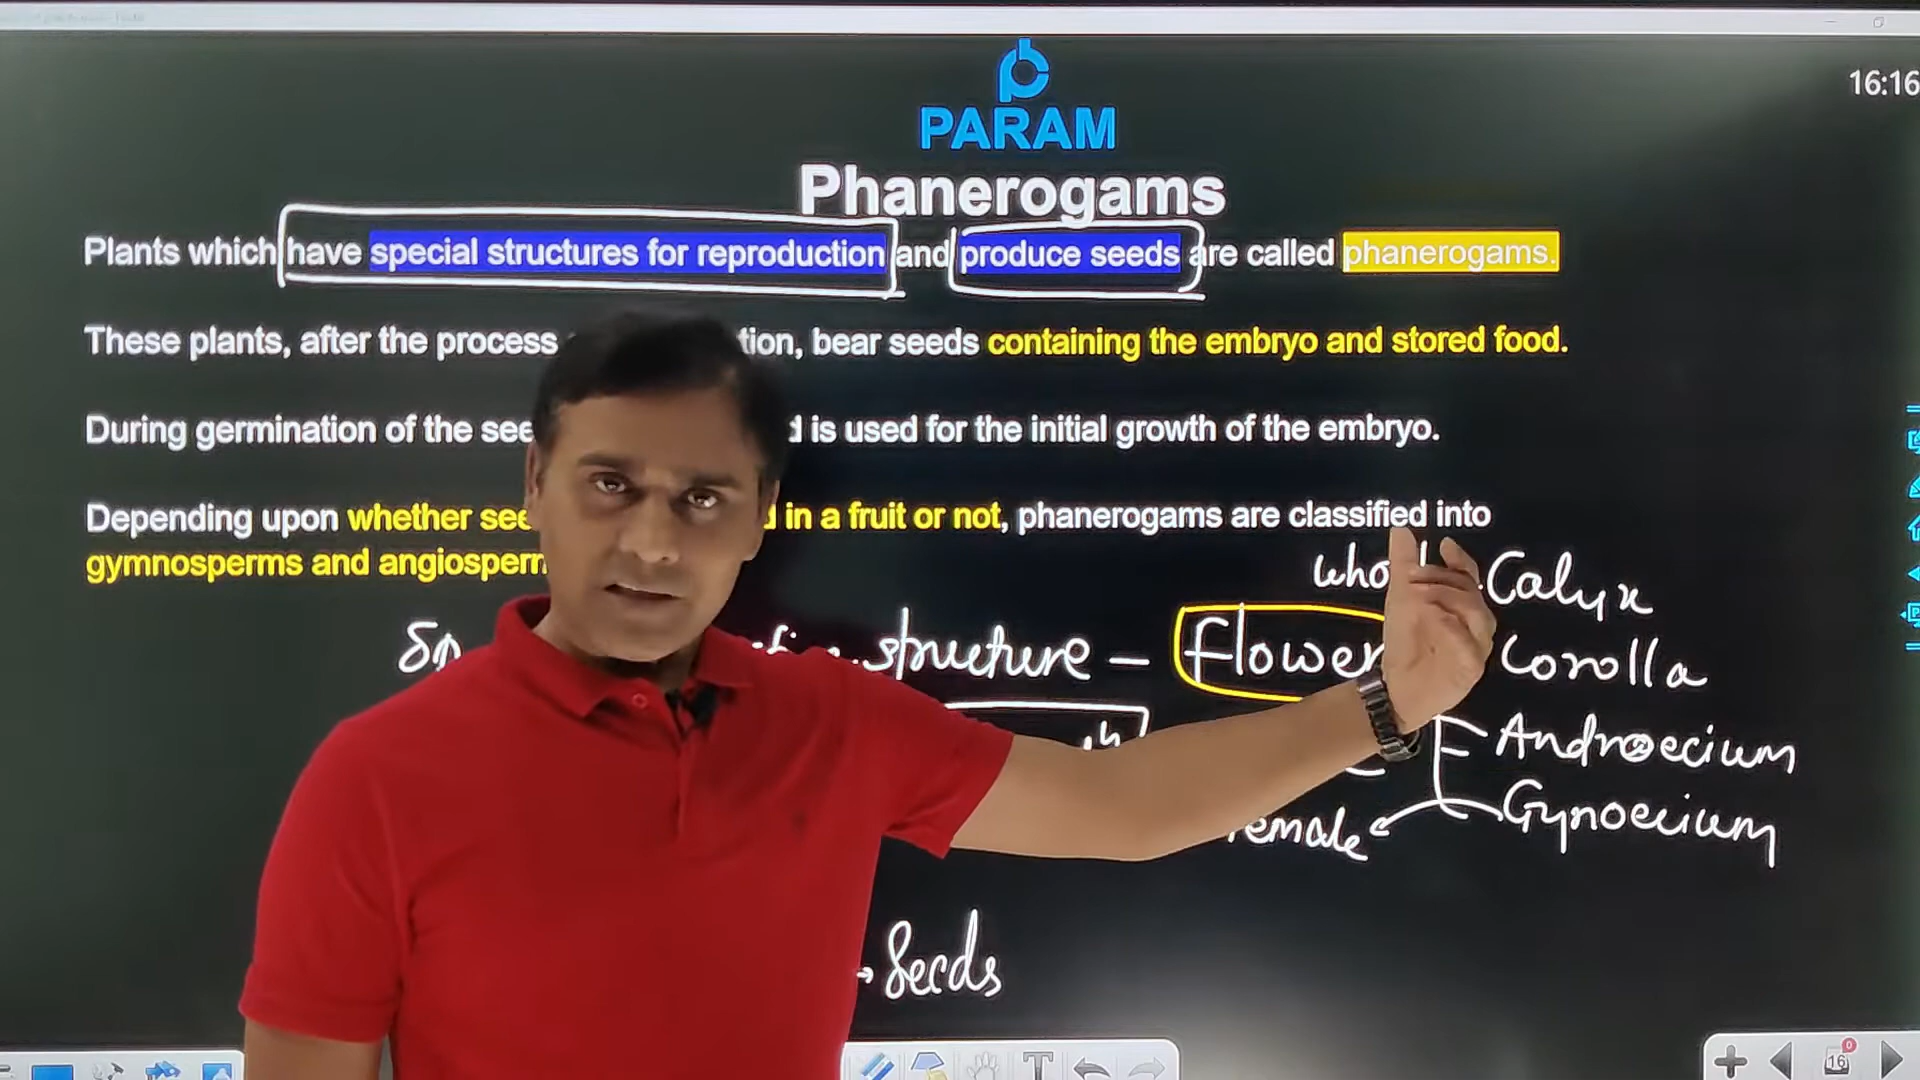 16:16
PARAM
Phanerogams
Plants which have special structures for reproduction and produce seeds are called phanerogams.
These plants, after the process tion, bear seeds containing the embryo and stored food.
During germination of the see d is used for the initial growth of the embryo.
Depending upon whether see d in a fruit or not, phanerogams are classified into
gymnosperms and angiosperm
Calyx
structure - Flower
Corolla
Androecium
Gynoecium
Female
Seeds
T
16
0